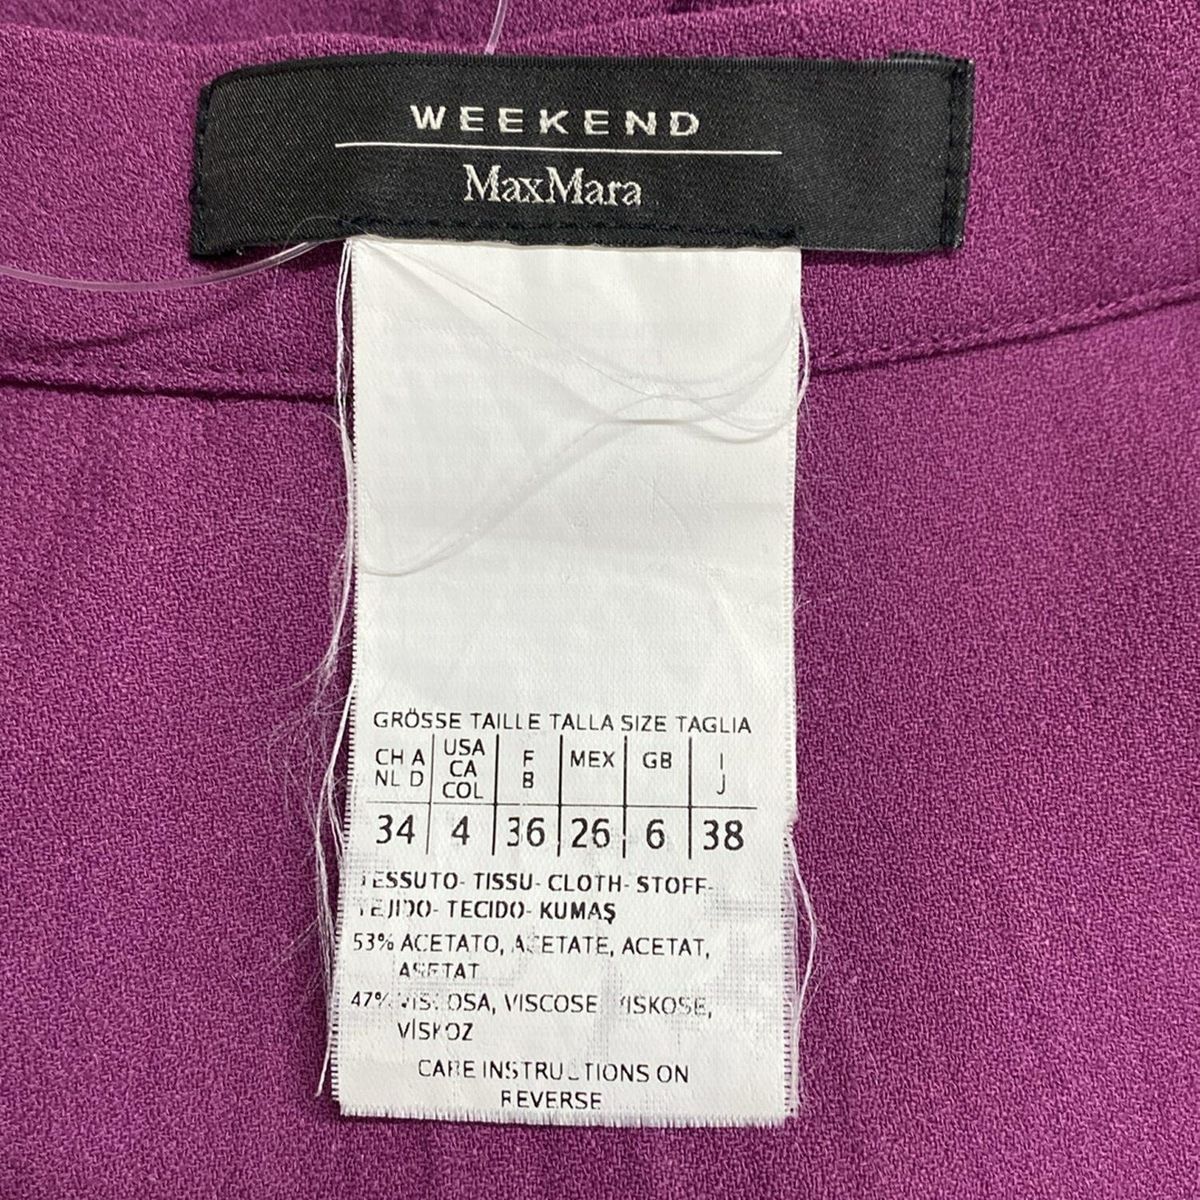 WEEKEND
MaxMara
GRÖSSE TAILLE TALLA SIZE TAGLIA
CH A NL D | USA CA COL | F B | MEX | GB | I J
34 | 4 | 36 | 26 | 6 | 38
TESSUTO- TISSU- CLOTH- STOFF-
TEJIDO- TECIDO- KUMAŞ
53% ACETATO, ACETATE, ACETAT,
ASETAT
47% VISCOSA, VISCOSE VISKOSE,
VİSKOZ
CARE INSTRUCTIONS ON
REVERSE